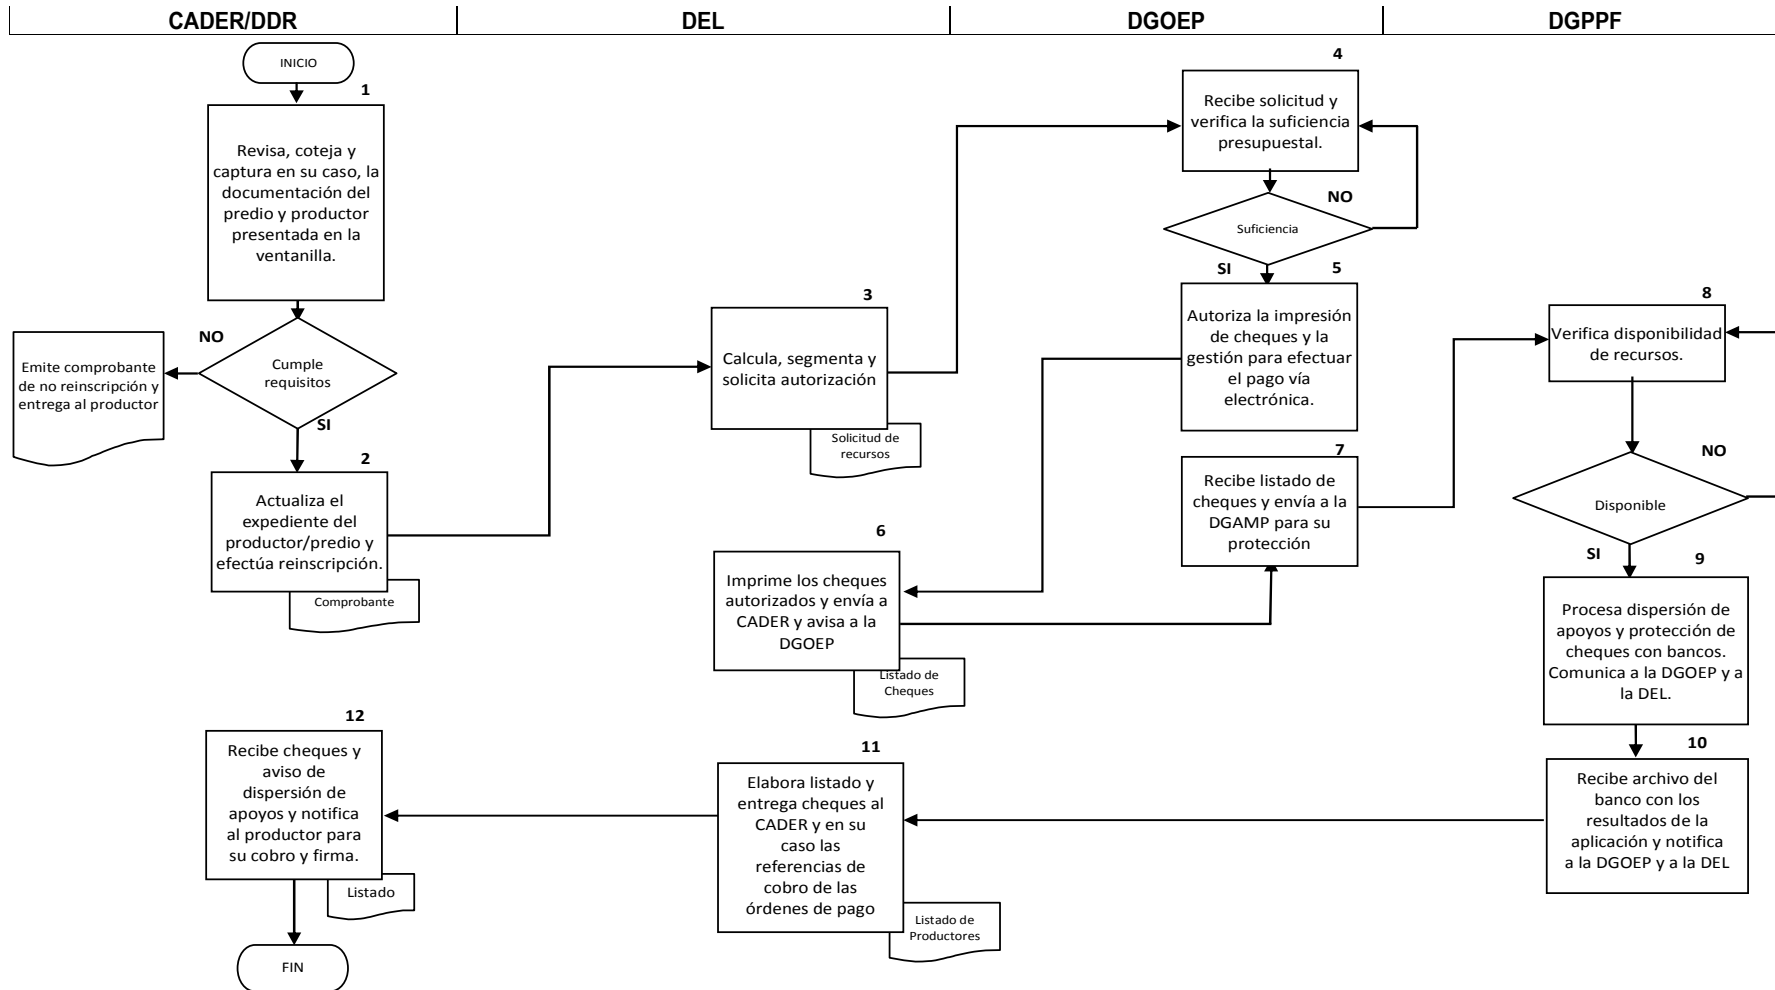 CADER/DDR
DEL
DGOEP
DGPPF
INICIO
1
Revisa, coteja y
captura en su caso, la
documentación del
predio y productor
presentada en la
ventanilla.
NO
Cumple
requisitos
SI
Emite comprobante
de no reinscripción y
entrega al productor
2
Actualiza el
expediente del
productor/predio y
efectúa reinscripción.
Comprobante
3
Calcula, segmenta y
solicita autorización
Solicitud de
recursos
4
Recibe solicitud y
verifica la suficiencia
presupuestal.
NO
Suficiencia
SI
5
Autoriza la impresión
de cheques y la
gestión para efectuar
el pago vía
electrónica.
6
Imprime los cheques
autorizados y envía a
CADER y avisa a la
DGOEP
Listado de
Cheques
7
Recibe listado de
cheques y envía a la
DGAMP para su
protección
8
Verifica disponibilidad
de recursos.
NO
Disponible
SI
9
Procesa dispersión de
apoyos y protección de
cheques con bancos.
Comunica a la DGOEP y a
la DEL.
10
Recibe archivo del
banco con los
resultados de la
aplicación y notifica
a la DGOEP y a la DEL
11
Elabora listado y
entrega cheques al
CADER y en su
caso las
referencias de
cobro de las
órdenes de pago
Listado de
Productores
12
Recibe cheques y
aviso de
dispersión de
apoyos y notifica
al productor para
su cobro y firma.
Listado
FIN